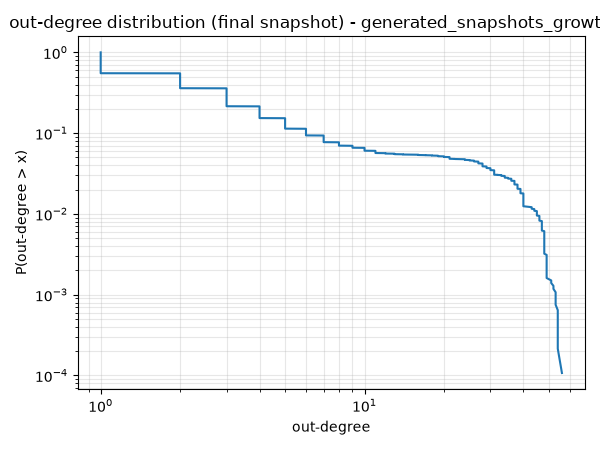 out-degree distribution (final snapshot) - generated_snapshots_growt
10⁰
10⁻¹
10⁻²
10⁻³
10⁻⁴
P(out-degree > x)
10⁰
10¹
out-degree